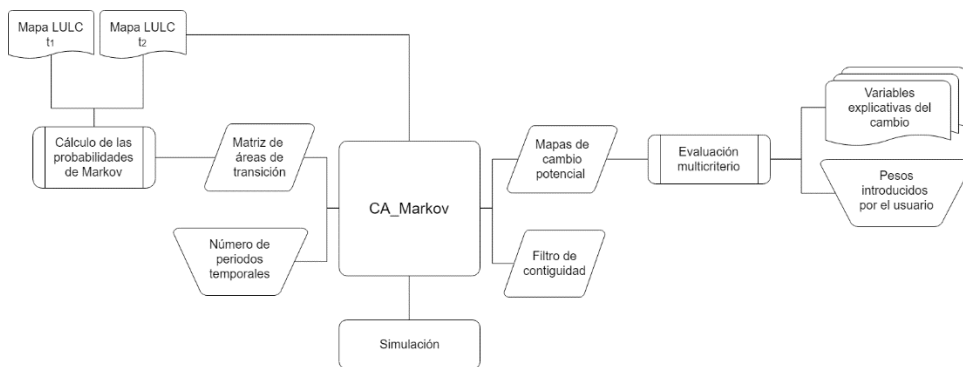 Mapa LULC
t1
Mapa LULC
t2
Cálculo de las
probabilidades
de Markov
Matriz de
áreas de
transición
Número de
periodos
temporales
CA_Markov
Simulación
Mapas de
cambio
potencial
Filtro de
contiguidad
Evaluación
multicriterio
Variables
explicativas del
cambio
Pesos
introducidos
por el usuario